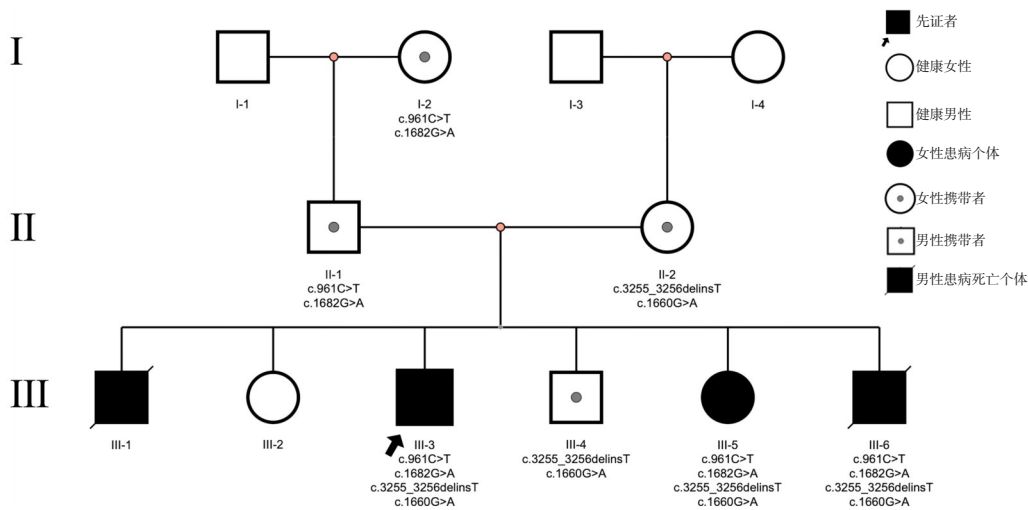 I
I-1
I-2
c.961C>T
c.1682G>A
I-3
I-4
II
II-1
c.961C>T
c.1682G>A
II-2
c.3255_3256delinsT
c.1660G>A
III
III-1
III-2
III-3
c.961C>T
c.1682G>A
c.3255_3256delinsT
c.1660G>A
III-4
c.3255_3256delinsT
c.1660G>A
III-5
c.961C>T
c.1682G>A
c.3255_3256delinsT
c.1660G>A
III-6
c.961C>T
c.1682G>A
c.3255_3256delinsT
c.1660G>A
先证者
健康女性
健康男性
女性患病个体
女性携带者
男性携带者
男性患病死亡个体